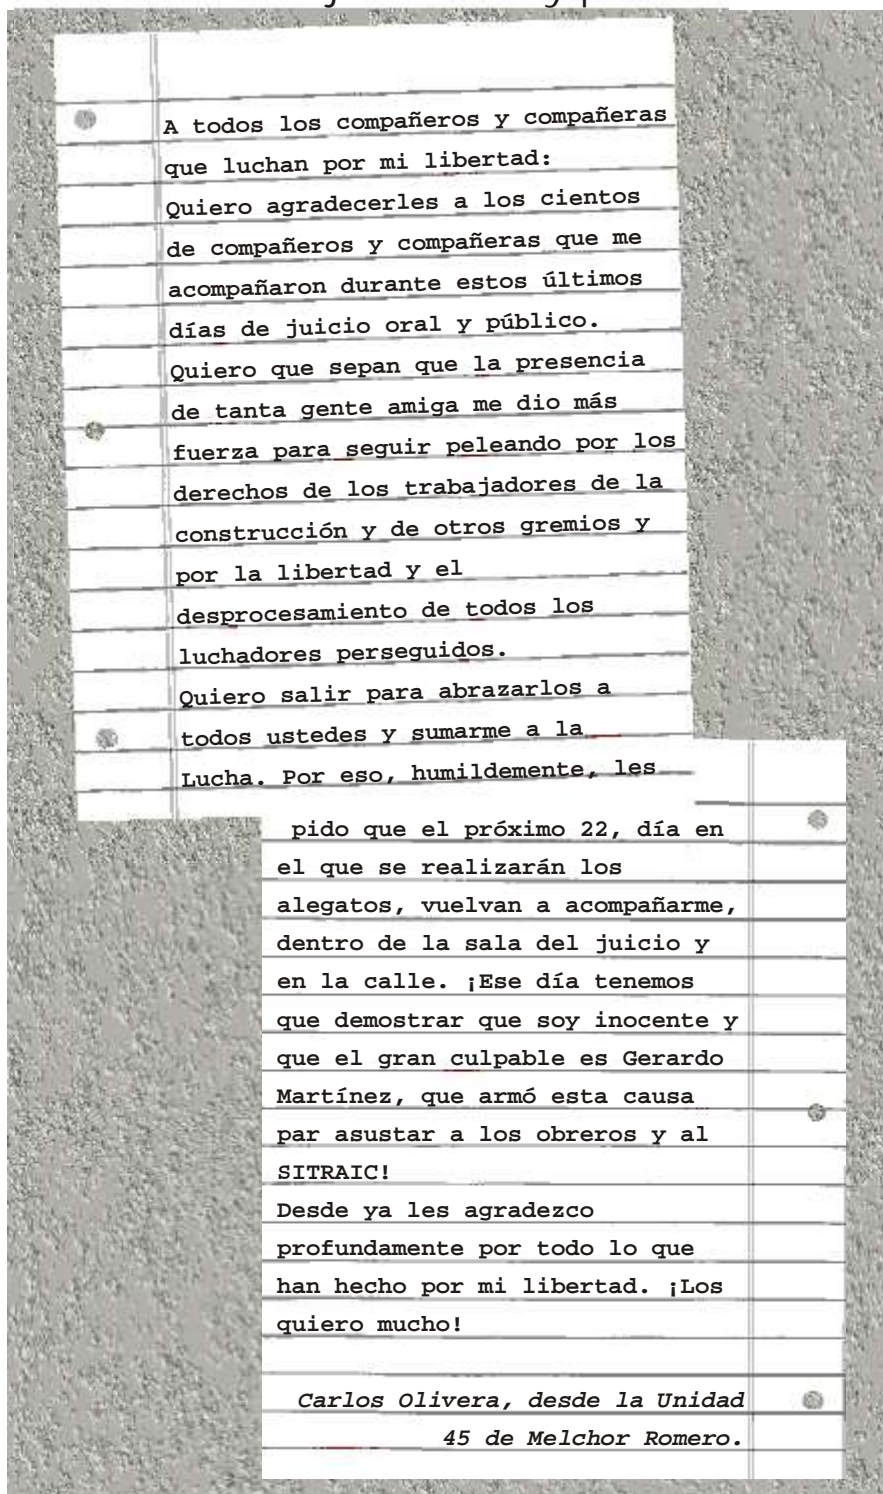 A todos los compañeros y compañeras
que luchan por mi libertad:
Quiero agradecerles a los cientos
de compañeros y compañeras que me
acompañaron durante estos últimos
días de juicio oral y público.
Quiero que sepan que la presencia
de tanta gente amiga me dio más
fuerza para seguir peleando por los
derechos de los trabajadores de la
construcción y de otros gremios y
por la libertad y el
desprocesamiento de todos los
luchadores perseguidos.
Quiero salir para abrazarlos a
todos ustedes y sumarme a la
Lucha. Por eso, humildemente, les
pido que el próximo 22, día en
el que se realizarán los
alegatos, vuelvan a acompañarme,
dentro de la sala del juicio y
en la calle. ¡Ese día tenemos
que demostrar que soy inocente y
que el gran culpable es Gerardo
Martínez, que armó esta causa
par asustar a los obreros y al
SITRAIC!
Desde ya les agradezco
profundamente por todo lo que
han hecho por mi libertad. ¡Los
quiero mucho!
Carlos Olivera, desde la Unidad
45 de Melchor Romero.